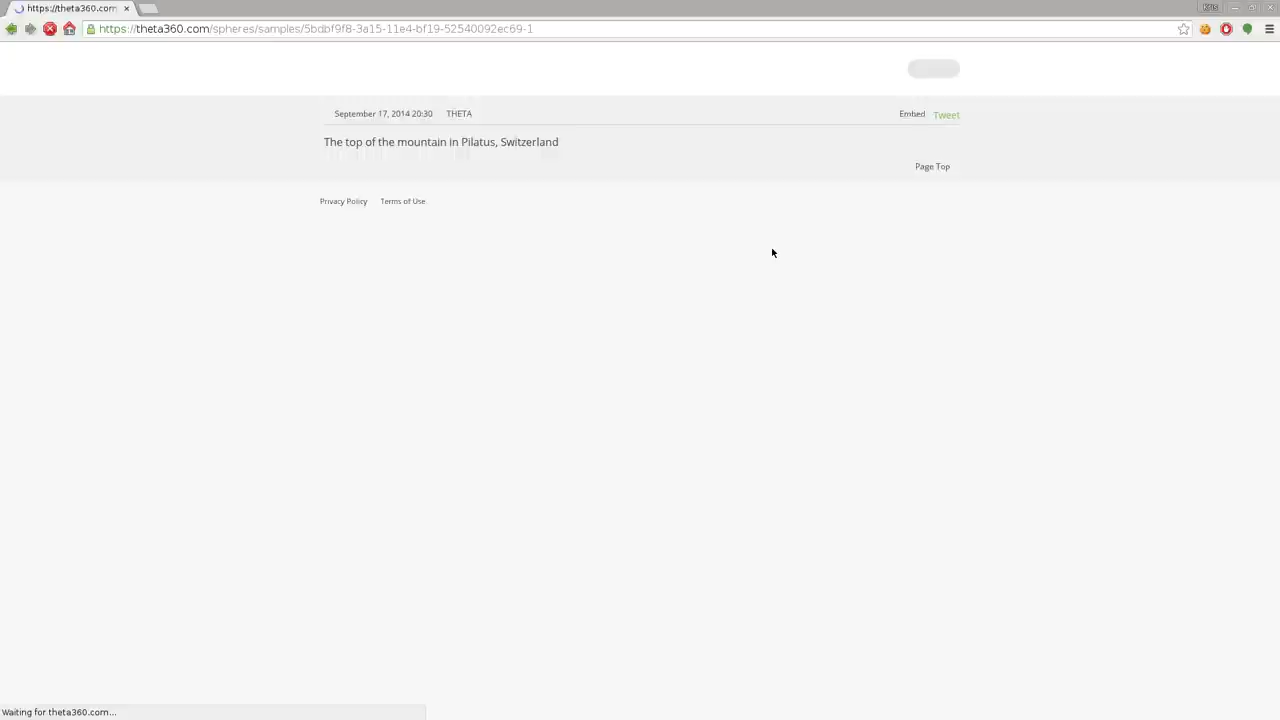 https://theta360.com
https://theta360.com/spheres/samples/5bdbf9f8-3a15-11e4-bf19-52540092ec69-1
September 17, 2014 20:30 THETA
Embed Tweet
The top of the mountain in Pilatus, Switzerland
Page Top
Privacy Policy Terms of Use
Waiting for theta360.com...